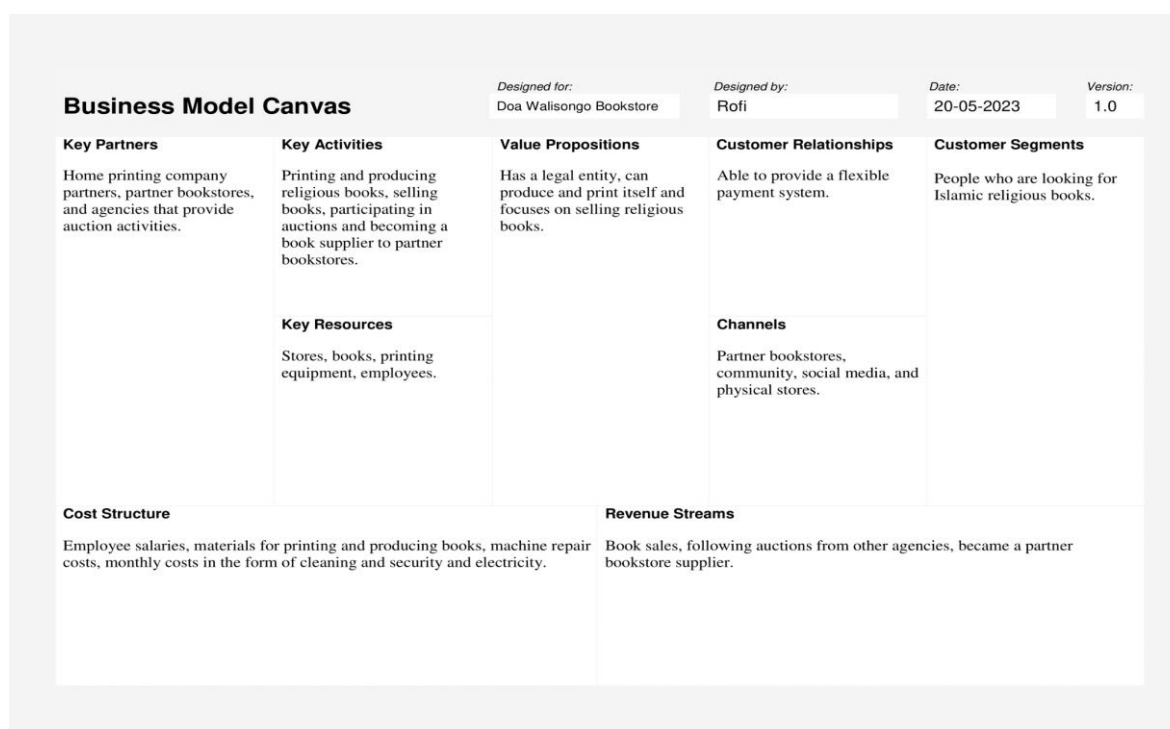 Business Model Canvas
Designed for:
Doa Walisongo Bookstore
Designed by:
Rofi
Date:
20-05-2023
Version:
1.0
Key Partners
Home printing company
partners, partner bookstores,
and agencies that provide
auction activities.
Key Activities
Printing and producing
religious books, selling
books, participating in
auctions and becoming a
book supplier to partner
bookstores.
Key Resources
Stores, books, printing
equipment, employees.
Value Propositions
Has a legal entity, can
produce and print itself and
focuses on selling religious
books.
Customer Relationships
Able to provide a flexible
payment system.
Channels
Partner bookstores,
community, social media, and
physical stores.
Customer Segments
People who are looking for
Islamic religious books.
Cost Structure
Employee salaries, materials for printing and producing books, machine repair
costs, monthly costs in the form of cleaning and security and electricity.
Revenue Streams
Book sales, following auctions from other agencies, became a partner
bookstore supplier.